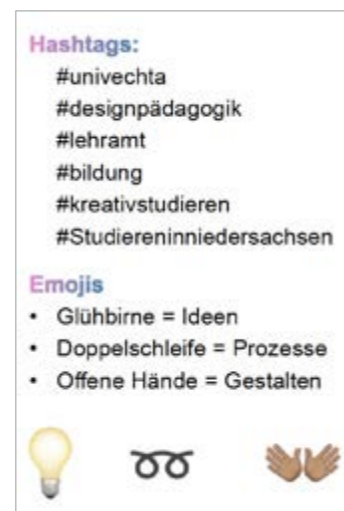 Hashtags:
#univechta
#designpädagogik
#lehramt
#bildung
#kreativstudieren
#Studiereninniedersachsen
Emojis
• Glühbirne = Ideen
• Doppelschleife = Prozesse
• Offene Hände = Gestalten